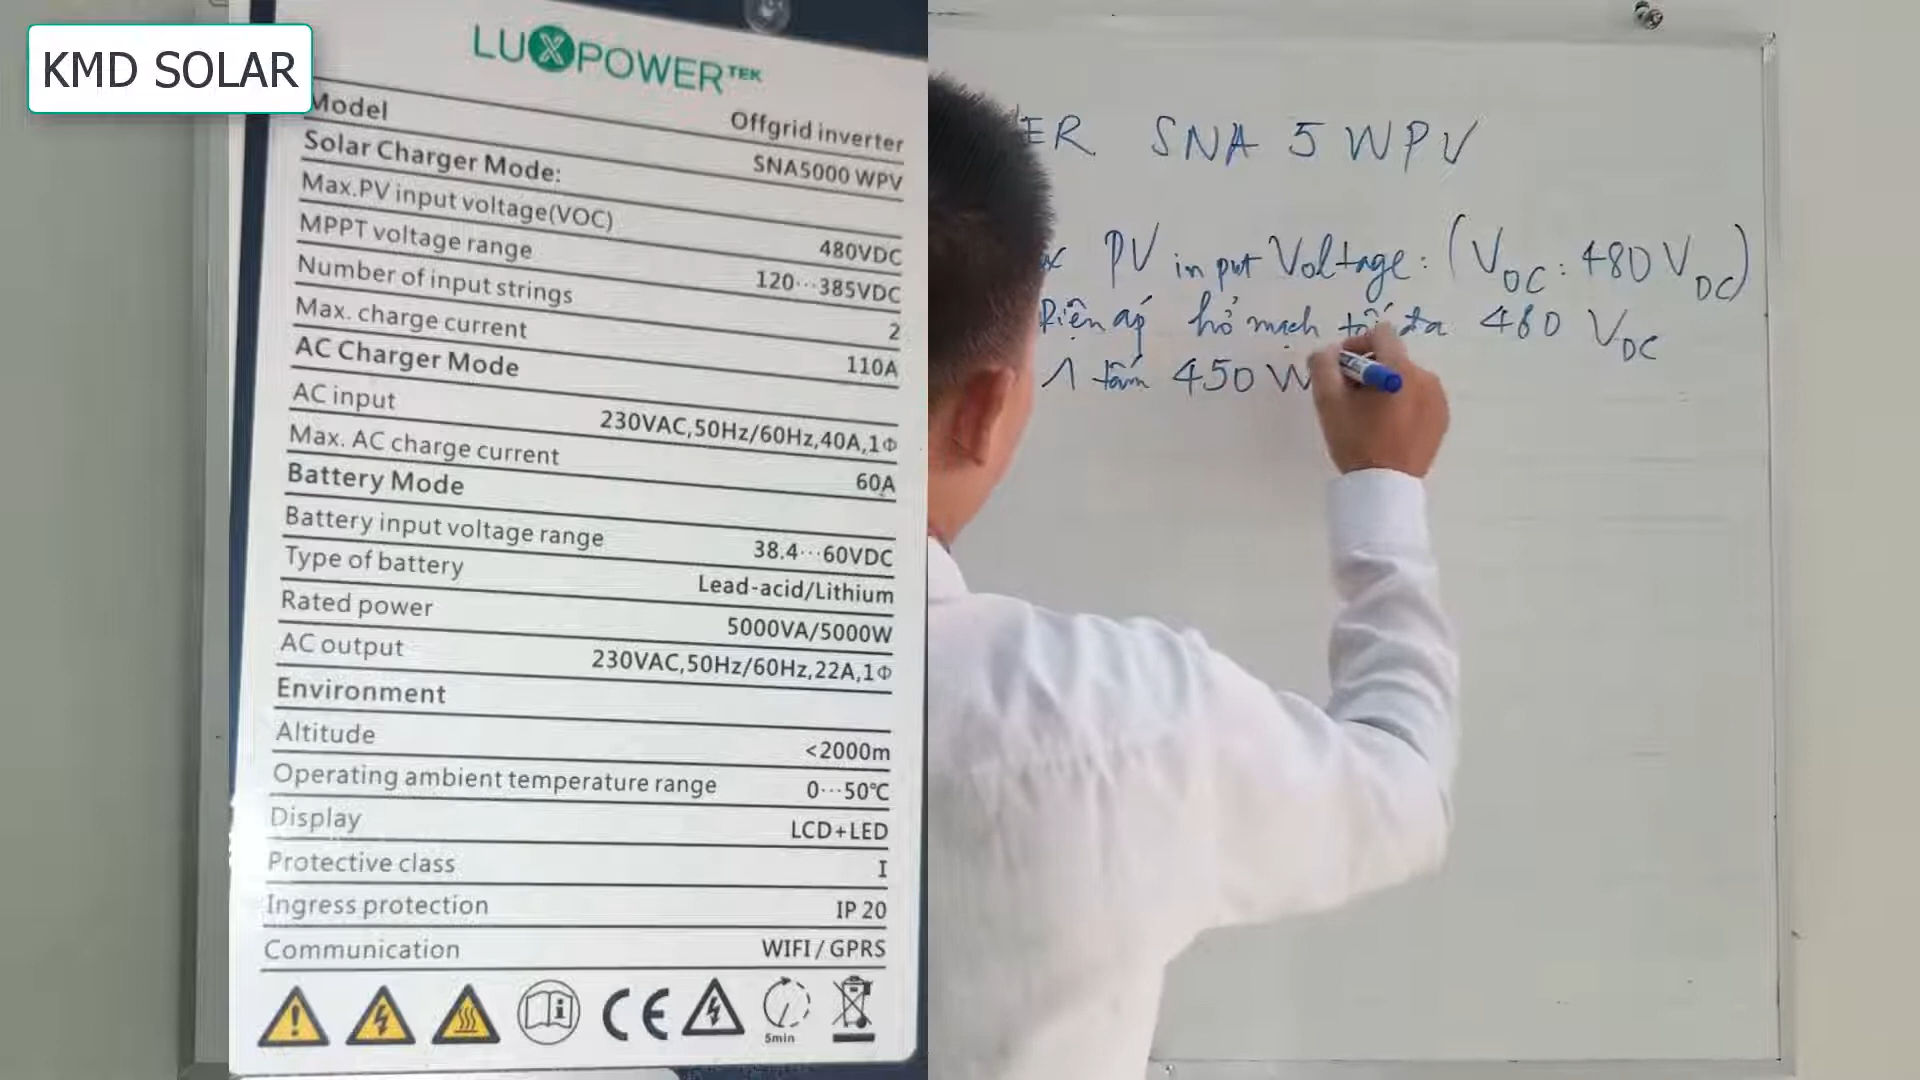 KMD SOLAR
LUXPOWERTEK
Model Offgrid inverter
SNA5000 WPV
Solar Charger Mode:
Max.PV input voltage(VOC) 480VDC
MPPT voltage range 120···385VDC
Number of input strings 2
Max. charge current 110A
AC Charger Mode
AC input 230VAC,50Hz/60Hz,40A,1Φ
Max. AC charge current 60A
Battery Mode
Battery input voltage range 38.4···60VDC
Type of battery Lead-acid/Lithium
Rated power 5000VA/5000W
AC output 230VAC,50Hz/60Hz,22A,1Φ
Environment
Altitude <2000m
Operating ambient temperature range 0···50℃
Display LCD+LED
Protective class I
Ingress protection IP 20
Communication WIFI / GPRS
CE
5min
ER SNA 5 WPV
PV input Voltage: (VOC: 480 VDC)
Điện áp hở mạch tối đa 480 VDC
1 tấm 450 W